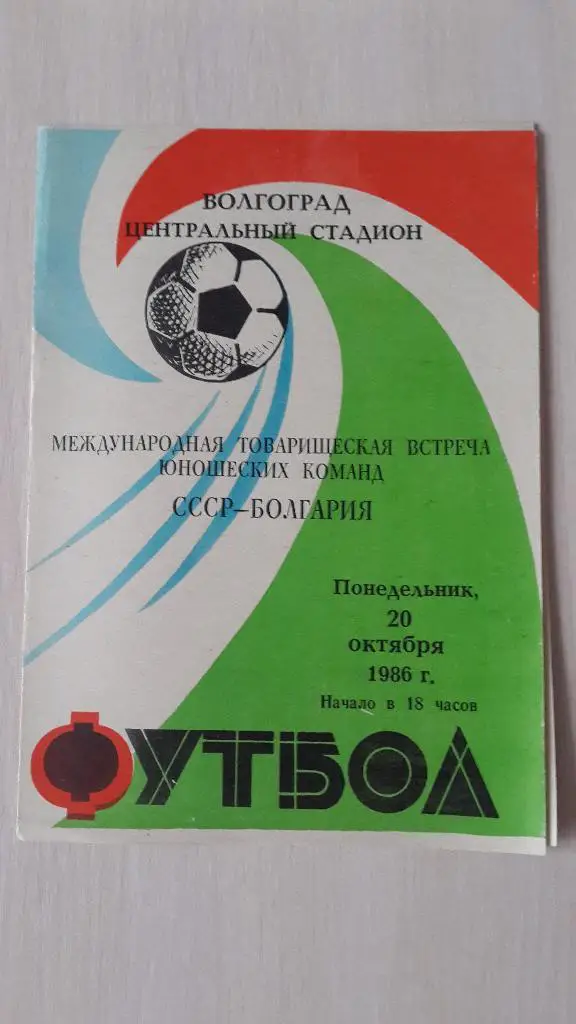 ВОЛГОГРАД
ЦЕНТРАЛЬНЫЙ СТАДИОН
МЕЖДУНАРОДНАЯ ТОВАРИЩЕСКАЯ ВСТРЕЧА
ЮНОШЕСКИХ КОМАНД
СССР–БОЛГАРИЯ
Понедельник,
20
октября
1986 г.
Начало в 18 часов
ФУТБОЛ